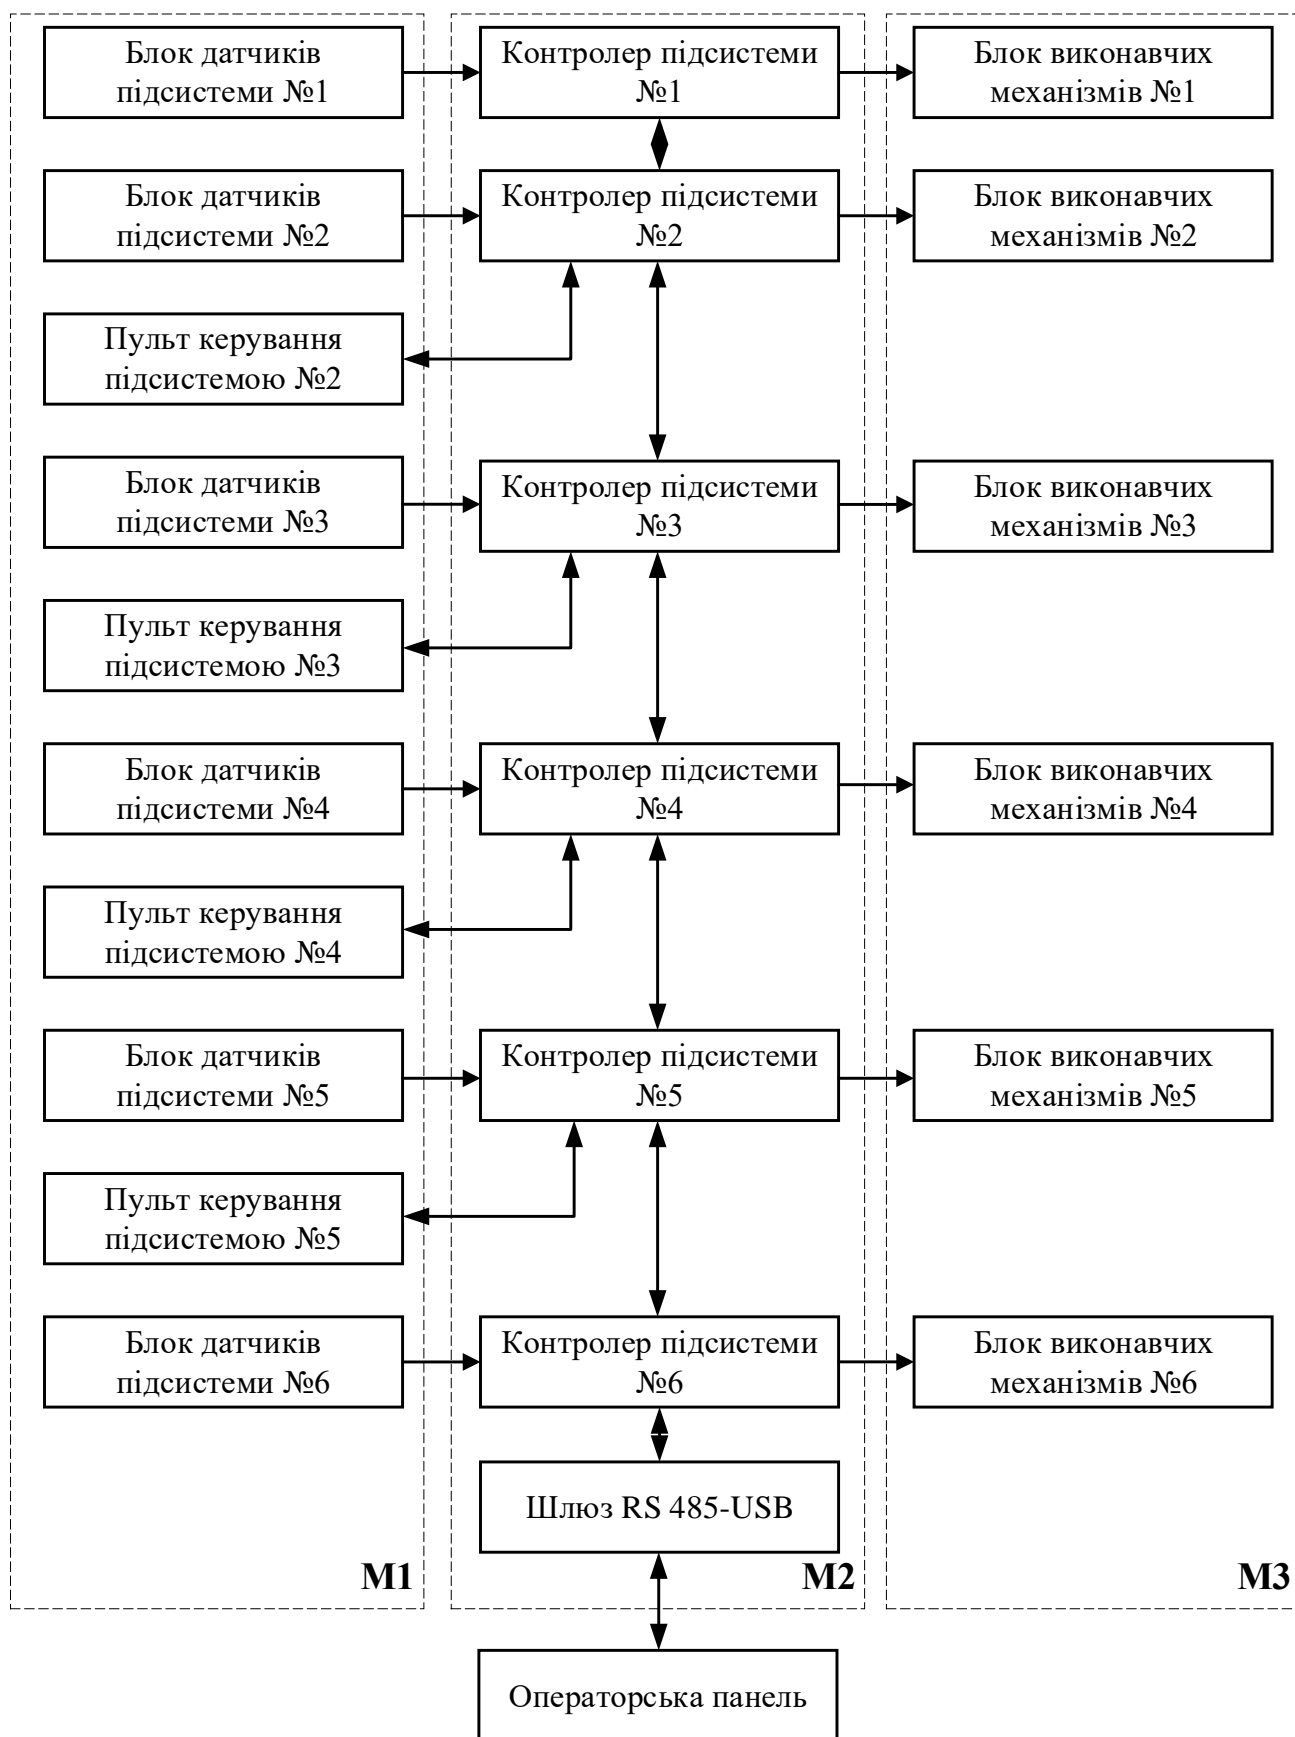 Блок датчиків
підсистеми №1
Контролер підсистеми
№1
Блок виконавчих
механізмів №1
Блок датчиків
підсистеми №2
Контролер підсистеми
№2
Блок виконавчих
механізмів №2
Пульт керування
підсистемою №2
Блок датчиків
підсистеми №3
Контролер підсистеми
№3
Блок виконавчих
механізмів №3
Пульт керування
підсистемою №3
Блок датчиків
підсистеми №4
Контролер підсистеми
№4
Блок виконавчих
механізмів №4
Пульт керування
підсистемою №4
Блок датчиків
підсистеми №5
Контролер підсистеми
№5
Блок виконавчих
механізмів №5
Пульт керування
підсистемою №5
Блок датчиків
підсистеми №6
Контролер підсистеми
№6
Блок виконавчих
механізмів №6
Шлюз RS 485-USB
М1
М2
М3
Операторська панель